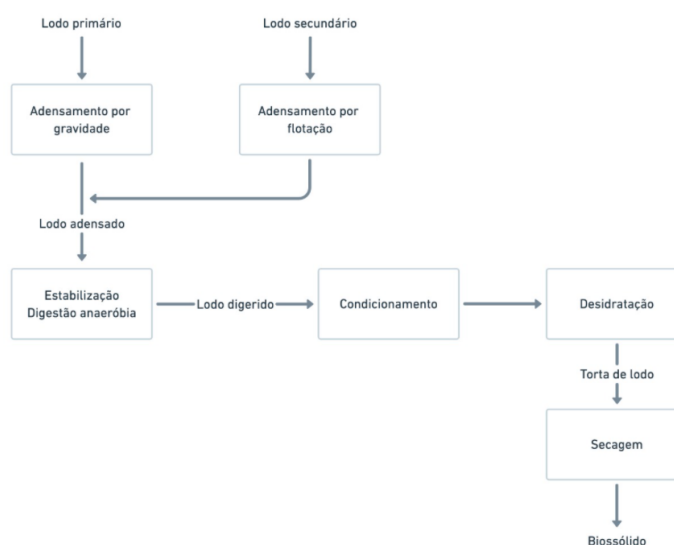 Lodo primário
Lodo secundário
Adensamento por
gravidade
Adensamento por
flotação
Lodo adensado
Estabilização
Digestão anaeróbia
Lodo digerido
Condicionamento
Desidratação
Torta de lodo
Secagem
Biossólido